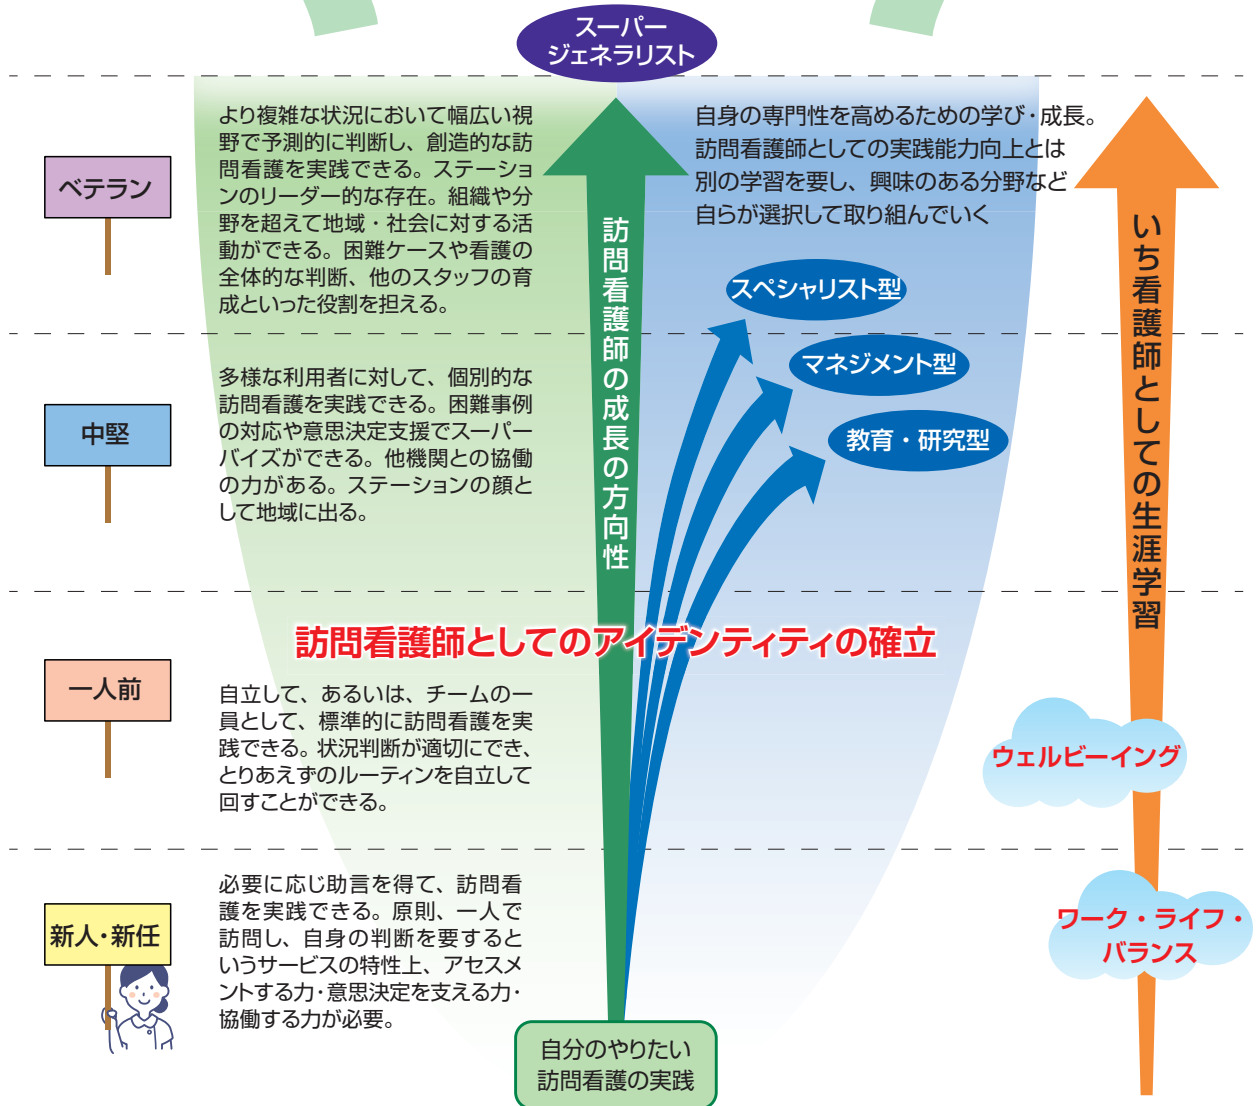 スーパー
ジェネラリスト
ベテラン
より複雑な状況において幅広い視
野で予測的に判断し、創造的な訪
問看護を実践できる。ステーショ
ンのリーダー的な存在。組織や分
野を超えて地域・社会に対する活
動ができる。困難ケースや看護の
全体的な判断、他のスタッフの育
成といった役割を担える。
訪問看護師の成長の方向性
自身の専門性を高めるための学び・成長。
訪問看護師としての実践能力向上とは
別の学習を要し、興味のある分野など
自らが選択して取り組んでいく
スペシャリスト型
マネジメント型
教育・研究型
いち看護師としての生涯学習
中堅
多様な利用者に対して、個別的な
訪問看護を実践できる。困難事例
の対応や意思決定支援でスーパー
バイズができる。他機関との協働
の力がある。ステーションの顔と
して地域に出る。
訪問看護師としてのアイデンティティの確立
一人前
自立して、あるいは、チームの一
員として、標準的に訪問看護を実
践できる。状況判断が適切にでき、
とりあえずのルーティンを自立して
回すことができる。
ウェルビーイング
新人・新任
必要に応じ助言を得て、訪問看
護を実践できる。原則、一人で
訪問し、自身の判断を要すると
いうサービスの特性上、アセスメ
ントする力・意思決定を支える力・
協働する力が必要。
ワーク・ライフ・
バランス
自分のやりたい
訪問看護の実践